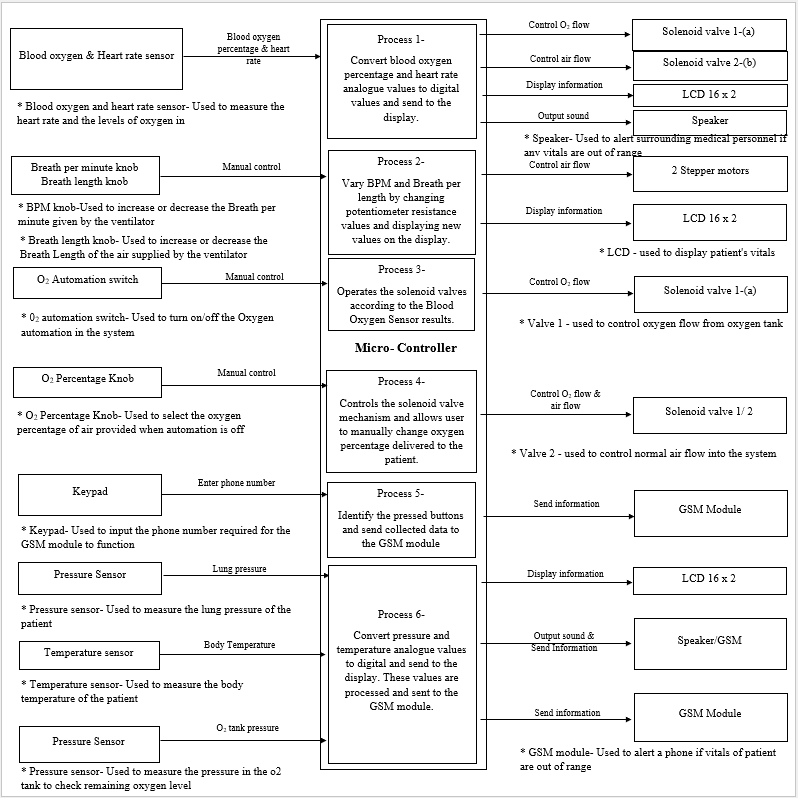 Blood oxygen & Heart rate sensor
Blood oxygen
percentage & heart
rate
* Blood oxygen and heart rate sensor- Used to measure the
heart rate and the levels of oxygen in
Breath per minute knob
Breath length knob
Manual control
* BPM knob-Used to increase or decrease the Breath per
minute given by the ventilator
* Breath length knob- Used to increase or decrease the
Breath Length of the air supplied by the ventilator
O₂ Automation switch
Manual control
* 0₂ automation switch- Used to turn on/off the Oxygen
automation in the system
O₂ Percentage Knob
Manual control
* O₂ Percentage Knob- Used to select the oxygen
percentage of air provided when automation is off
Keypad
Enter phone number
* Keypad- Used to input the phone number required for the
GSM module to function
Pressure Sensor
Lung pressure
* Pressure sensor- Used to measure the lung pressure of the
patient
Temperature sensor
Body Temperature
* Temperature sensor- Used to measure the body
temperature of the patient
Pressure Sensor
O₂ tank pressure
* Pressure sensor- Used to measure the pressure in the o2
tank to check remaining oxygen level
Process 1-
Convert blood oxygen
percentage and heart rate
analogue values to digital
values and send to the
display.
Process 2-
Vary BPM and Breath per
length by changing
potentiometer resistance
values and displaying new
values on the display.
Process 3-
Operates the solenoid valves
according to the Blood
Oxygen Sensor results.
Micro- Controller
Process 4-
Controls the solenoid valve
mechanism and allows user
to manually change oxygen
percentage delivered to the
patient.
Process 5-
Identify the pressed buttons
and send collected data to
the GSM module
Process 6-
Convert pressure and
temperature analogue values
to digital and send to the
display. These values are
processed and sent to the
GSM module.
Control O₂ flow
Solenoid valve 1-(a)
Control air flow
Solenoid valve 2-(b)
Display information
LCD 16 x 2
Output sound
Speaker
* Speaker- Used to alert surrounding medical personnel if
any vitals are out of range
Control air flow
2 Stepper motors
Display information
LCD 16 x 2
* LCD - used to display patient's vitals
Control O₂ flow
Solenoid valve 1-(a)
* Valve 1 - used to control oxygen flow from oxygen tank
Control O₂ flow &
air flow
Solenoid valve 1/ 2
* Valve 2 - used to control normal air flow into the system
Send information
GSM Module
Display information
LCD 16 x 2
Output sound &
Send Information
Speaker/GSM
Send information
GSM Module
* GSM module- Used to alert a phone if vitals of patient
are out of range